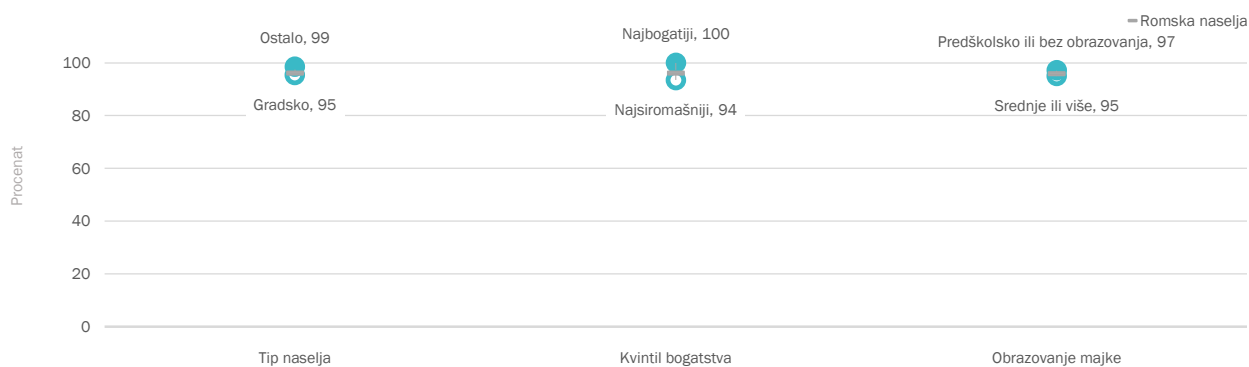 Romska naselja
Ostalo, 99
Najbogatiji, 100
Predškolsko ili bez obrazovanja, 97
Gradsko, 95
Najsiromašniji, 94
Srednje ili više, 95
Procenat
100
80
60
40
20
0
Tip naselja
Kvintil bogatstva
Obrazovanje majke